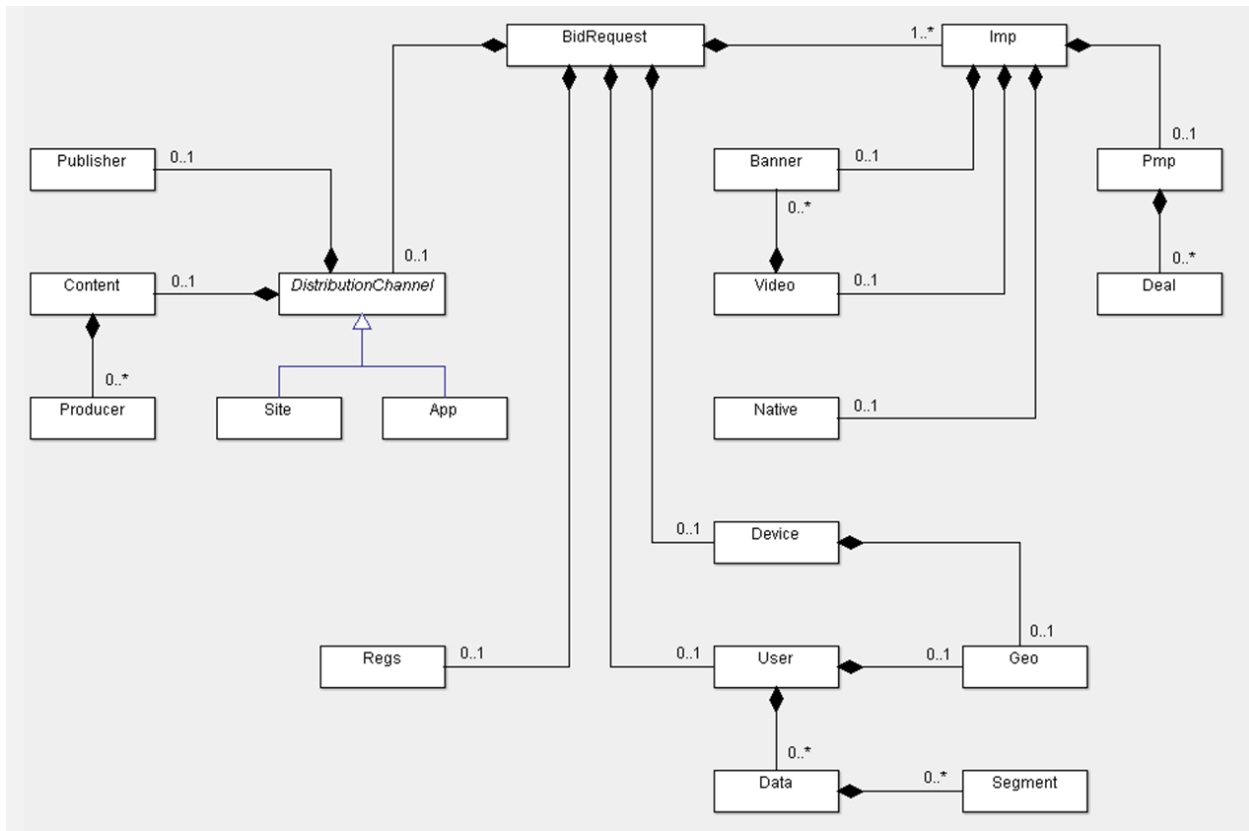 BidRequest
1..*
Imp
Publisher
0..1
Banner
0..1
0..1
Pmp
0..*
0..1
Content
0..1
DistributionChannel
Video
0..1
0..*
Deal
0..*
Producer
Site
App
Native
0..1
0..1
Device
0..1
Regs
0..1
0..1
User
0..1
Geo
0..*
Data
0..*
Segment